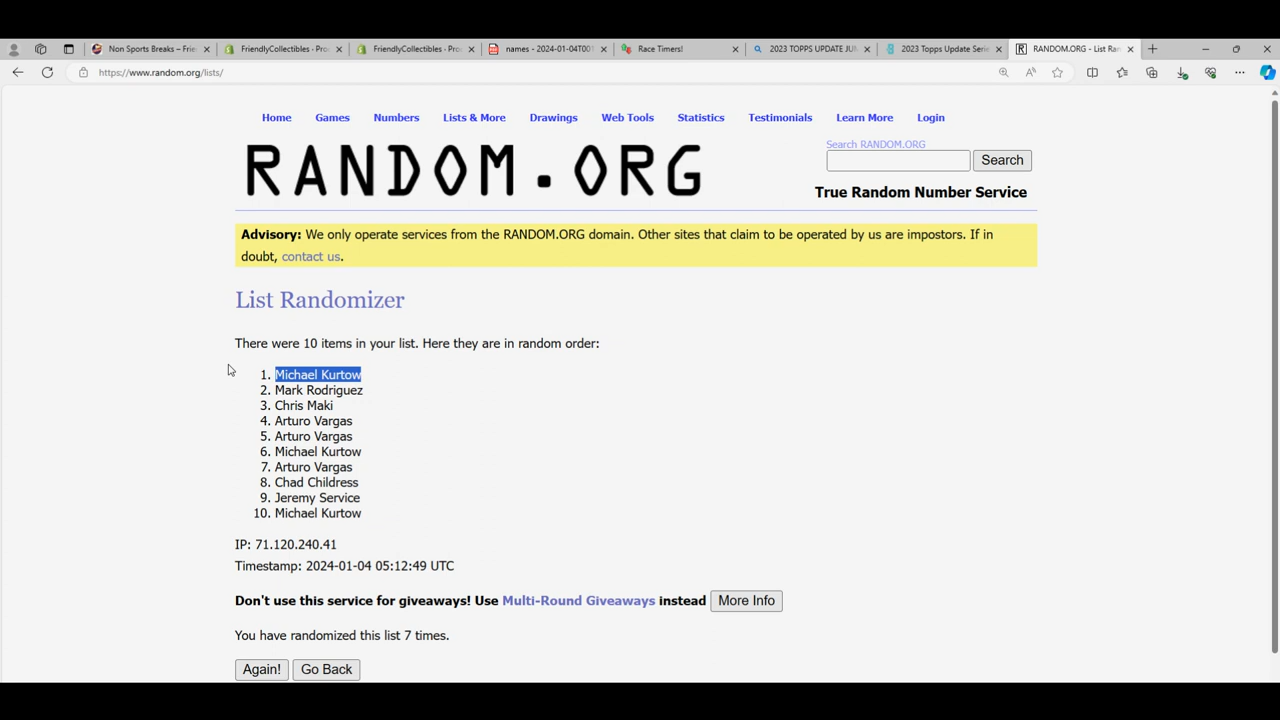 Non Sports Breaks – Frie
FriendlyCollectibles - Pro
FriendlyCollectibles - Pro
names - 2024-01-04T001
Race Timers!
2023 TOPPS UPDATE JUM
2023 Topps Update Serie
RANDOM.ORG - List Ran
https://www.random.org/lists/
Home Games Numbers Lists & More Drawings Web Tools Statistics Testimonials Learn More Login
RANDOM.ORG
Search RANDOM.ORG
Search
True Random Number Service
Advisory: We only operate services from the RANDOM.ORG domain. Other sites that claim to be operated by us are impostors. If in
doubt, contact us.
List Randomizer
There were 10 items in your list. Here they are in random order:
1. Michael Kurtow
2. Mark Rodriguez
3. Chris Maki
4. Arturo Vargas
5. Arturo Vargas
6. Michael Kurtow
7. Arturo Vargas
8. Chad Childress
9. Jeremy Service
10. Michael Kurtow
IP: 71.120.240.41
Timestamp: 2024-01-04 05:12:49 UTC
Don't use this service for giveaways! Use Multi-Round Giveaways instead More Info
You have randomized this list 7 times.
Again! Go Back